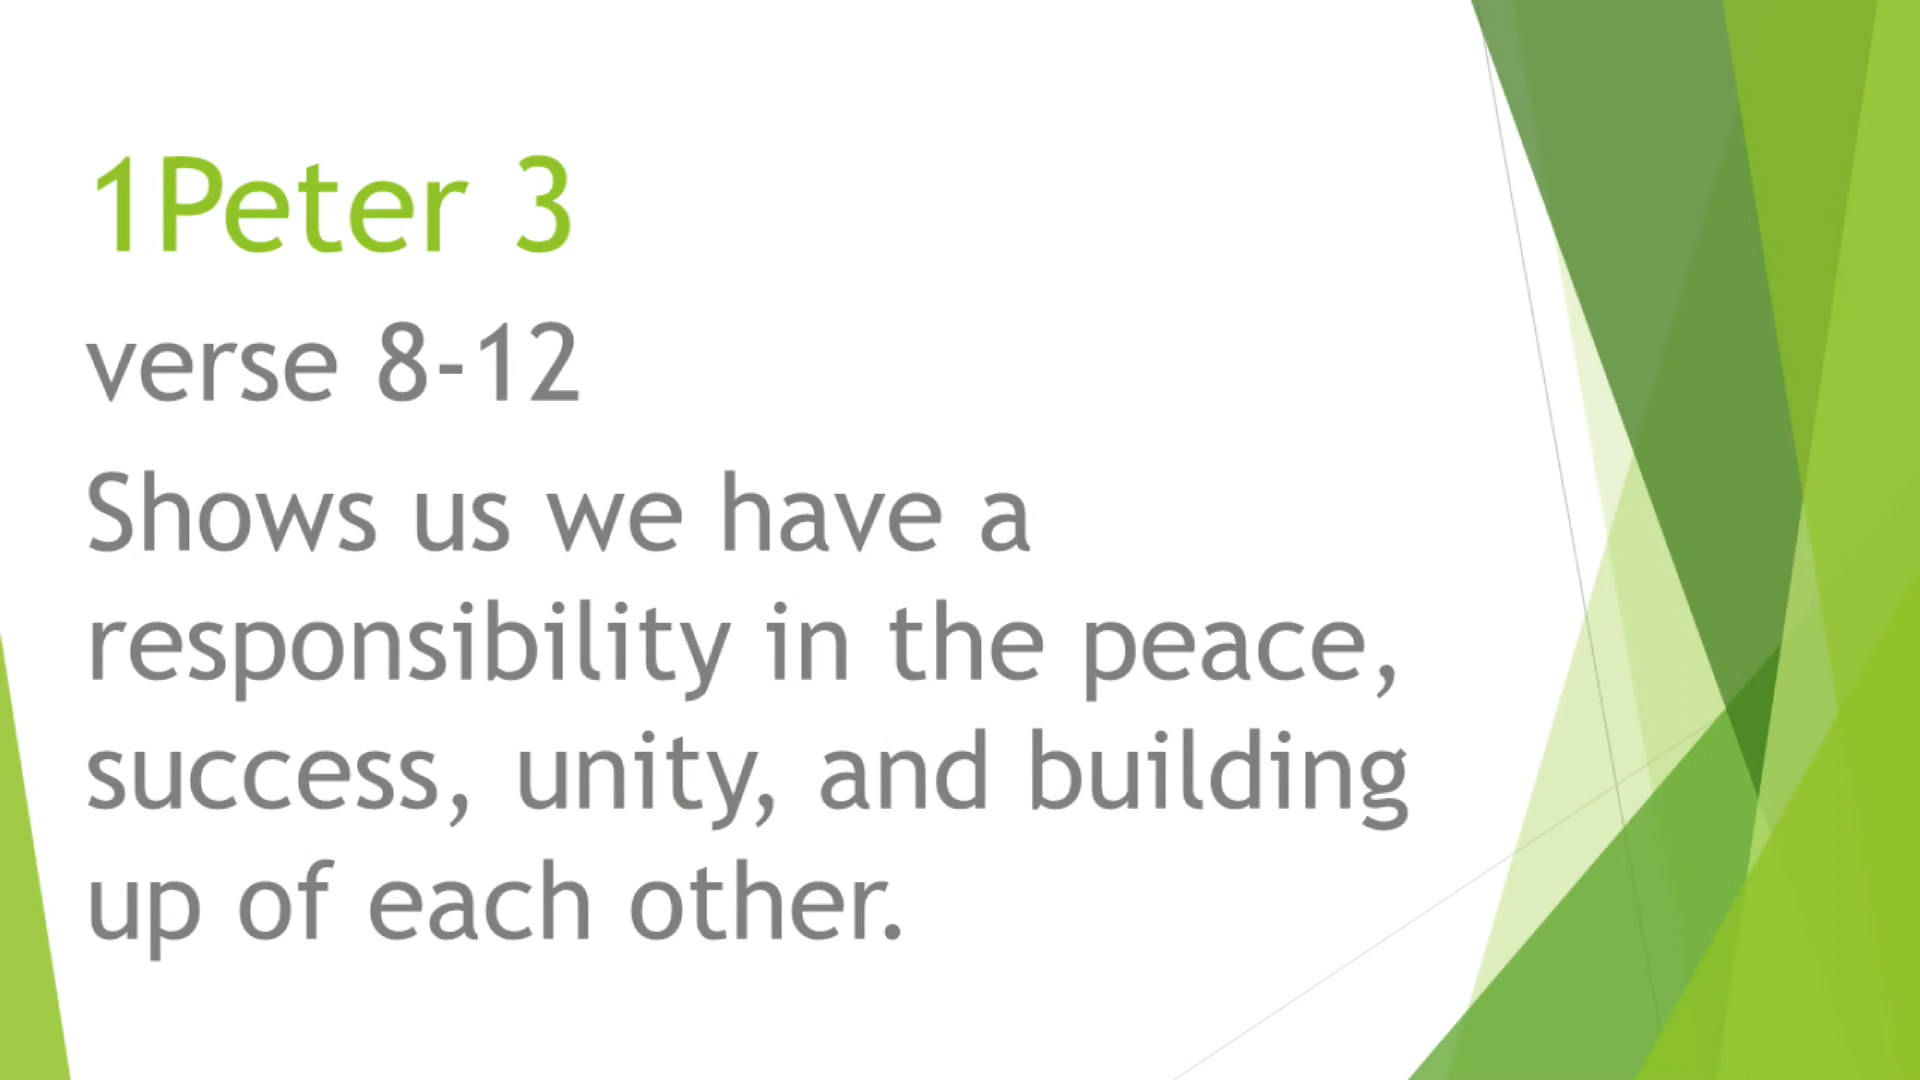 1Peter 3
verse 8-12
Shows us we have a
responsibility in the peace,
success, unity, and building
up of each other.